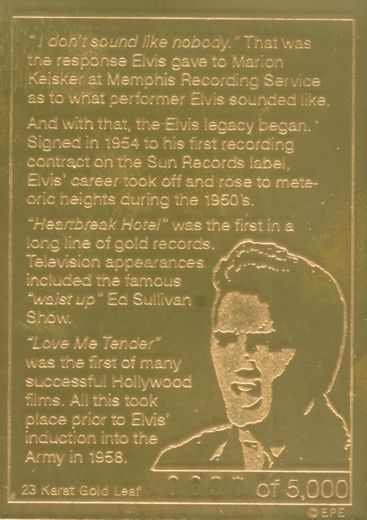 "I don't sound like nobody." That was
the response Elvis gave to Marion
Keisker at Memphis Recording Service
as to what performer Elvis sounded like.
And with that, the Elvis legacy began.
Signed in 1954 to his first recording
contract on the Sun Records label,
Elvis' career took off and rose to mete-
oric heights during the 1950's.
"Heartbreak Hotel" was the first in a
long line of gold records.
Television appearances
included the famous
"waist up" Ed Sullivan
Show.
"Love Me Tender"
was the first of many
successful Hollywood
films. All this took
place prior to Elvis'
induction into the
Army in 1958.
23 Karat Gold Leaf of 5,000
©EPE